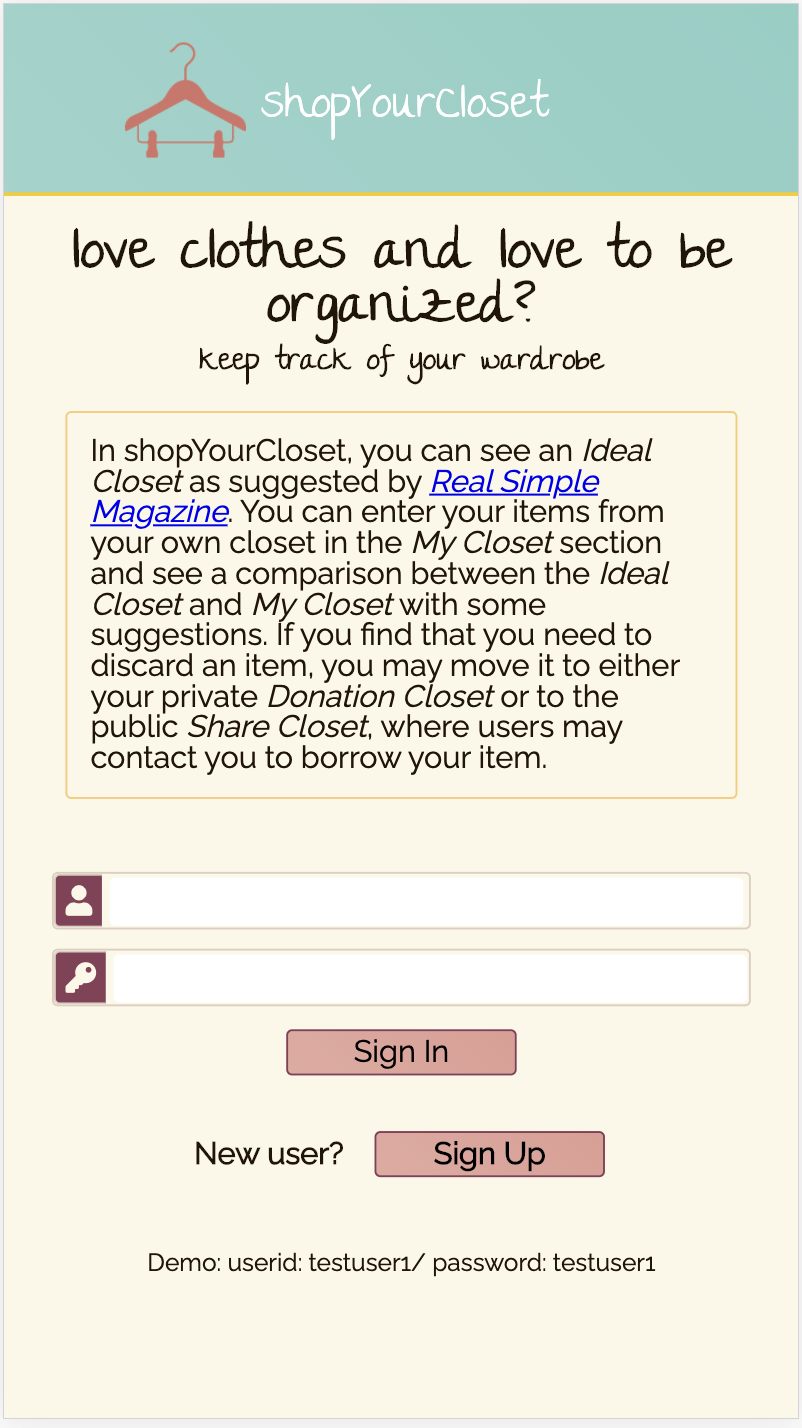 shopYourCloset
love clothes and love to be
organized?
keep track of your wardrobe
In shopYourCloset, you can see an Ideal
Closet as suggested by Real Simple
Magazine. You can enter your items from
your own closet in the My Closet section
and see a comparison between the Ideal
Closet and My Closet with some
suggestions. If you find that you need to
discard an item, you may move it to either
your private Donation Closet or to the
public Share Closet, where users may
contact you to borrow your item.
Sign In
New user? Sign Up
Demo: userid: testuser1/ password: testuser1